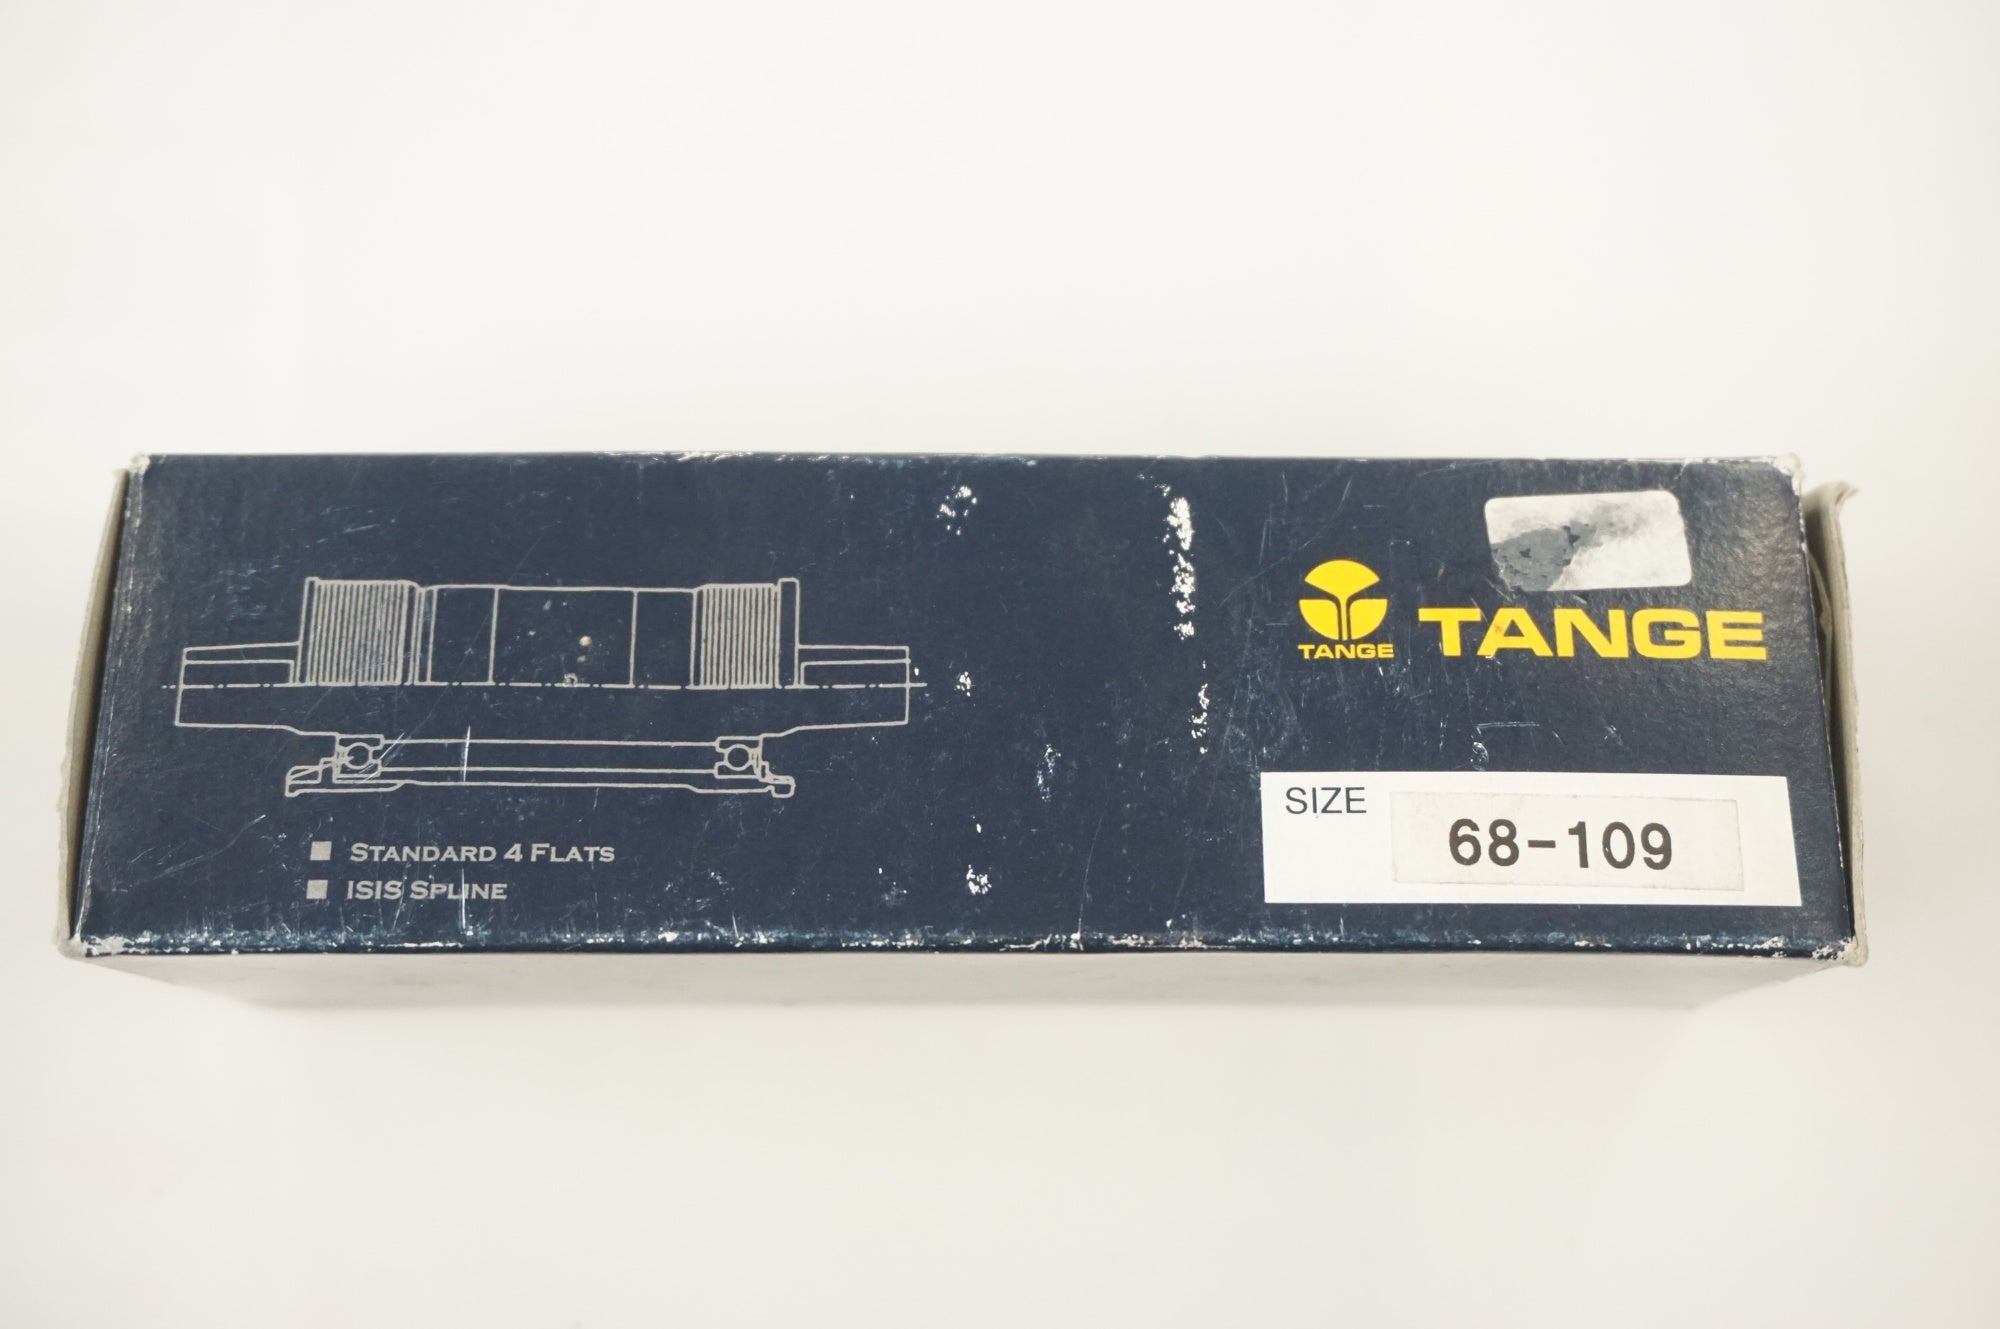 TANGE
TANGE
SIZE
68-109
■ STANDARD 4 FLATS
■ ISIS SPLINE